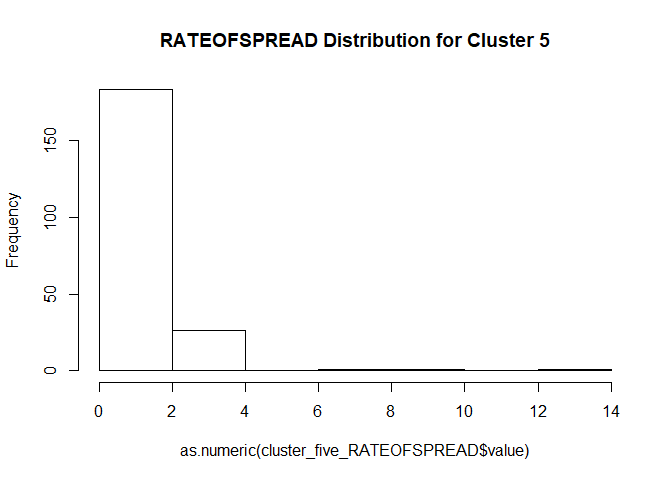 RATEOFSPREAD Distribution for Cluster 5
Frequency
150
100
50
0
0 2 4 6 8 10 12 14
as.numeric(cluster_five_RATEOFSPREAD$value)